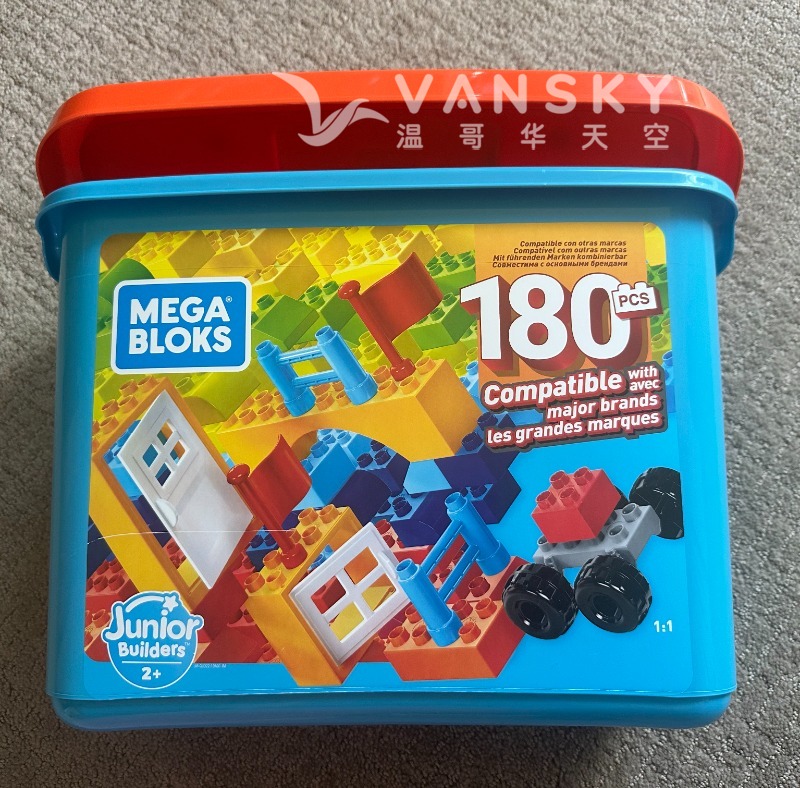 VANSKY
温哥华天空
Compatible con otras marcas
Compatível com outras marcas
Mit führenden Marken kombinierbar
Совместима с основными брендами
MEGA
BLOKS®
180 PCS
Compatible with avec
major brands
les grandes marques
Junior
Builders™
2+
1:1